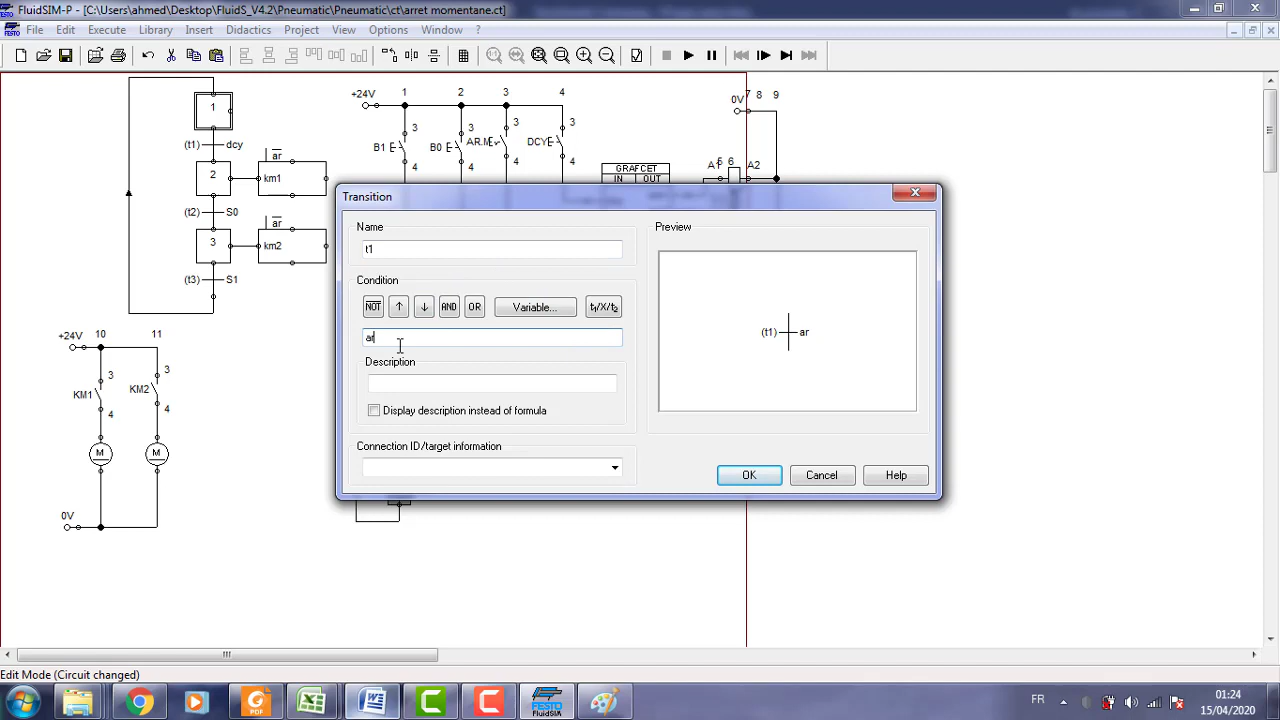 FluidSIM-P - [C:\Users\ahmed\Desktop\FluidS_V4.2\Pneumatic\Pneumatic\ct\arret momentane.ct]
File Edit Execute Library Insert Didactics Project View Options Window ?
+24V 1 2 3 4 0V 7 8 9
1
(t1) dcy
ar
2 km1
(t2) S0
ar
3 km2
(t3) S1
3 3 3 3
B1 B0 AR.M DCY
4 4 4 4
GRAFCET
IN OUT
A1 5 6 A2
+24V 10 11
3 3
KM1 KM2
4 4
M M
0V
Transition
Name
t1
Condition
NOT ↑ ↓ AND OR Variable... t₁/X/t₂
ar
Description
Display description instead of formula
Connection ID/target information
Preview
(t1) ar
OK Cancel Help
Edit Mode (Circuit changed)
FESTO
FluidSIM
PDF
FR
01:24
15/04/2020